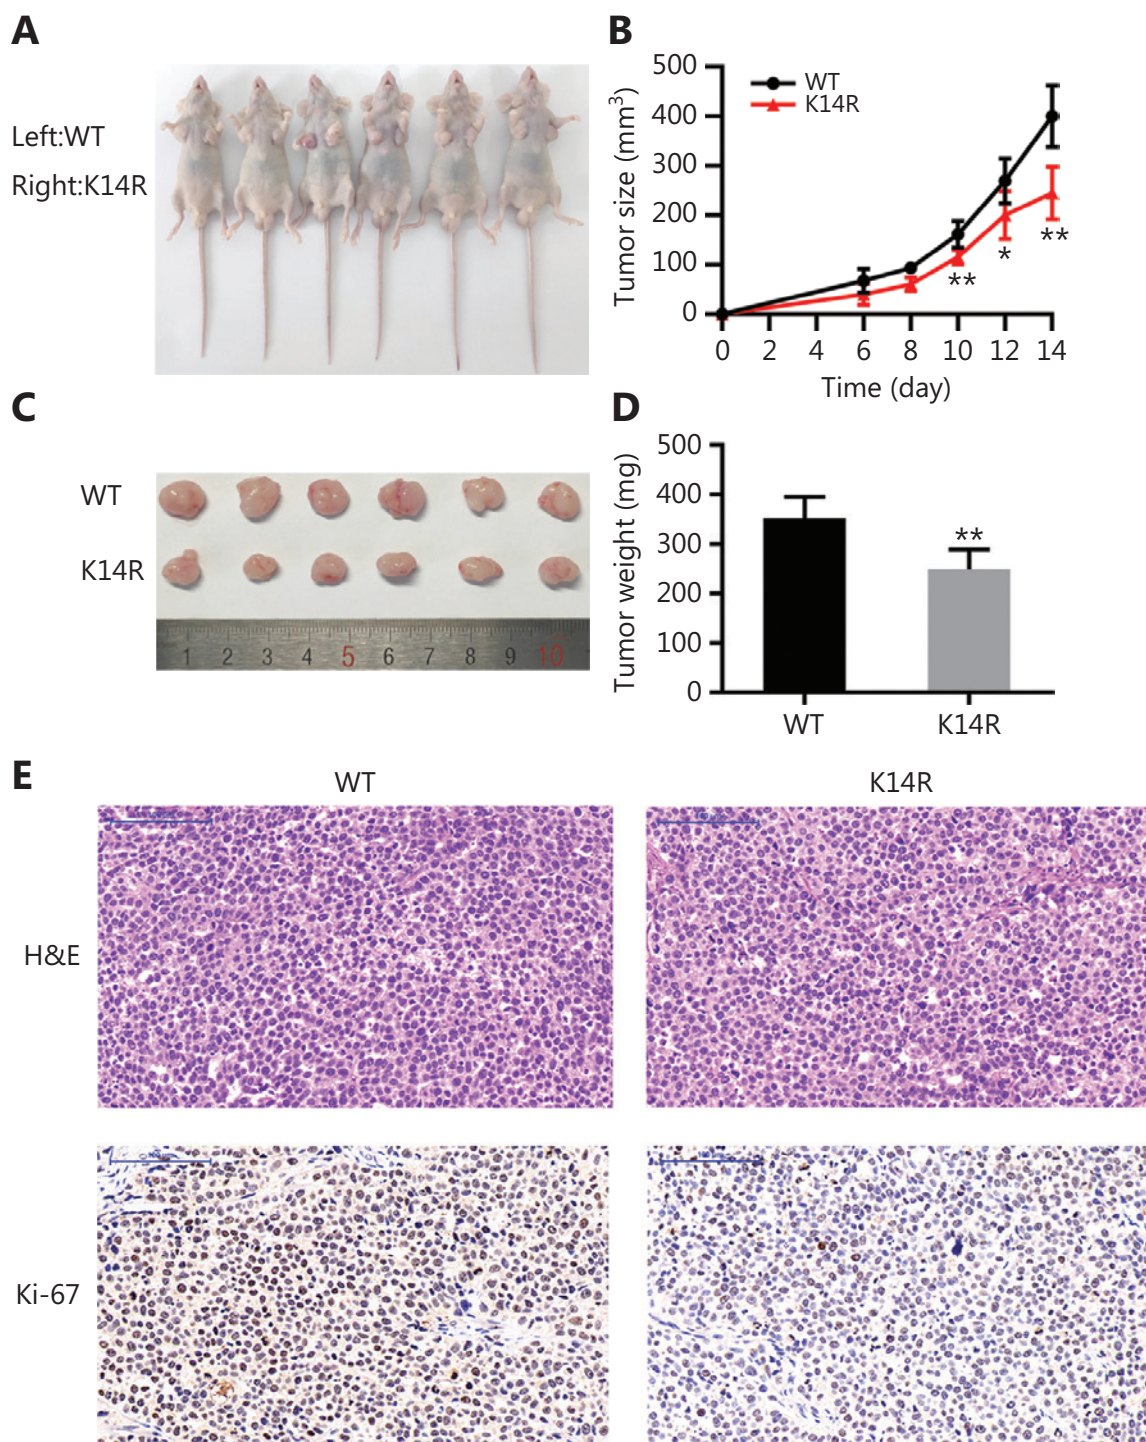 A
Left:WT
Right:K14R
B
Tumor size (mm³)
500
400
300
200
100
0
WT
K14R
**
*
**
0 2 4 6 8 10 12 14
Time (day)
C
WT
K14R
1 2 3 4 5 6 7 8 9 10
D
Tumor weight (mg)
500
400
300
200
100
0
**
WT K14R
E
WT K14R
H&E
Ki-67